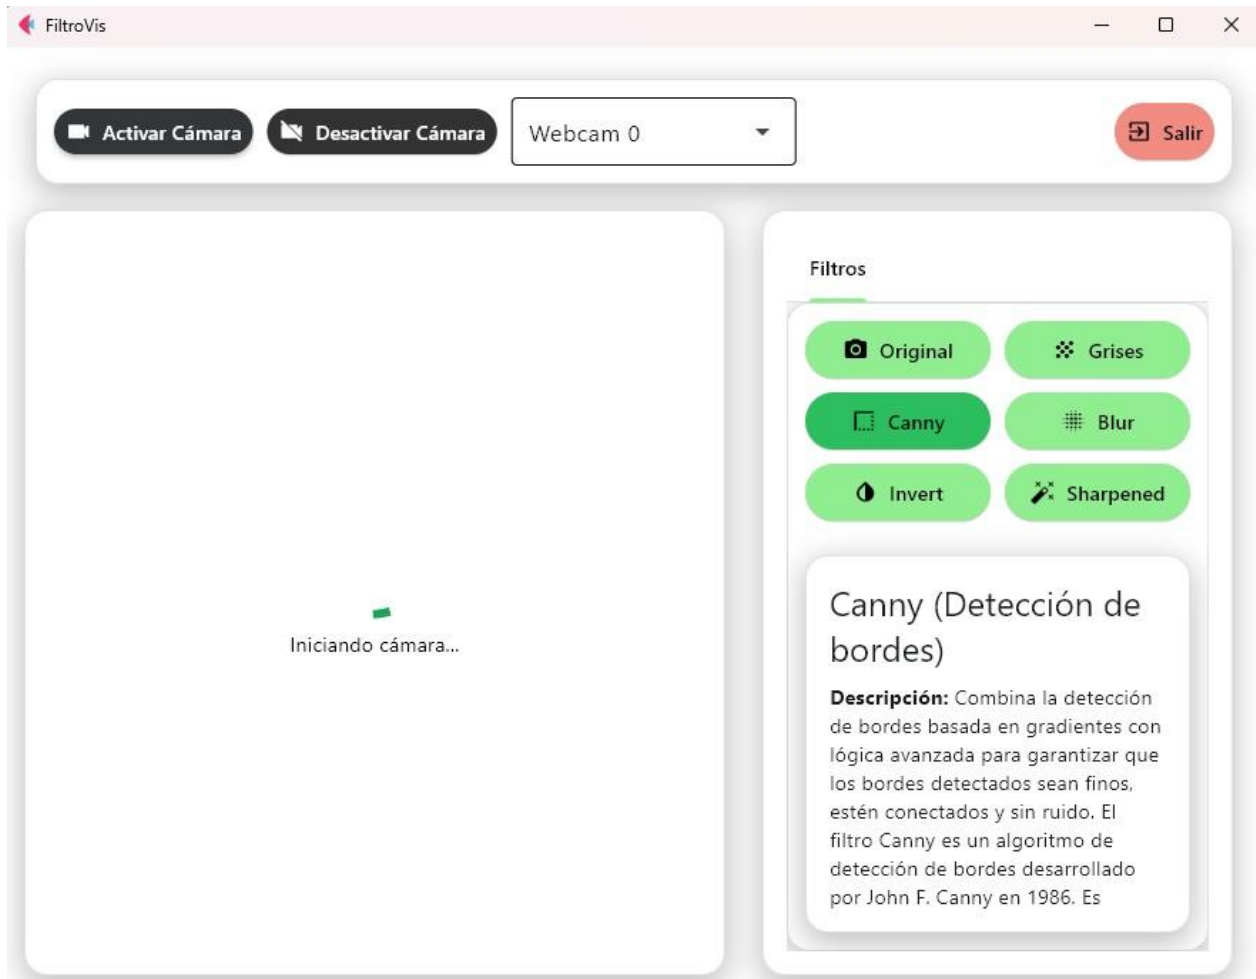 FiltroVis
Activar Cámara
Desactivar Cámara
Webcam 0
Salir
Iniciando cámara...
Filtros
Original
Grises
Canny
Blur
Invert
Sharpened
Canny (Detección de
bordes)
Descripción: Combina la detección
de bordes basada en gradientes con
lógica avanzada para garantizar que
los bordes detectados sean finos,
estén conectados y sin ruido. El
filtro Canny es un algoritmo de
detección de bordes desarrollado
por John F. Canny en 1986. Es